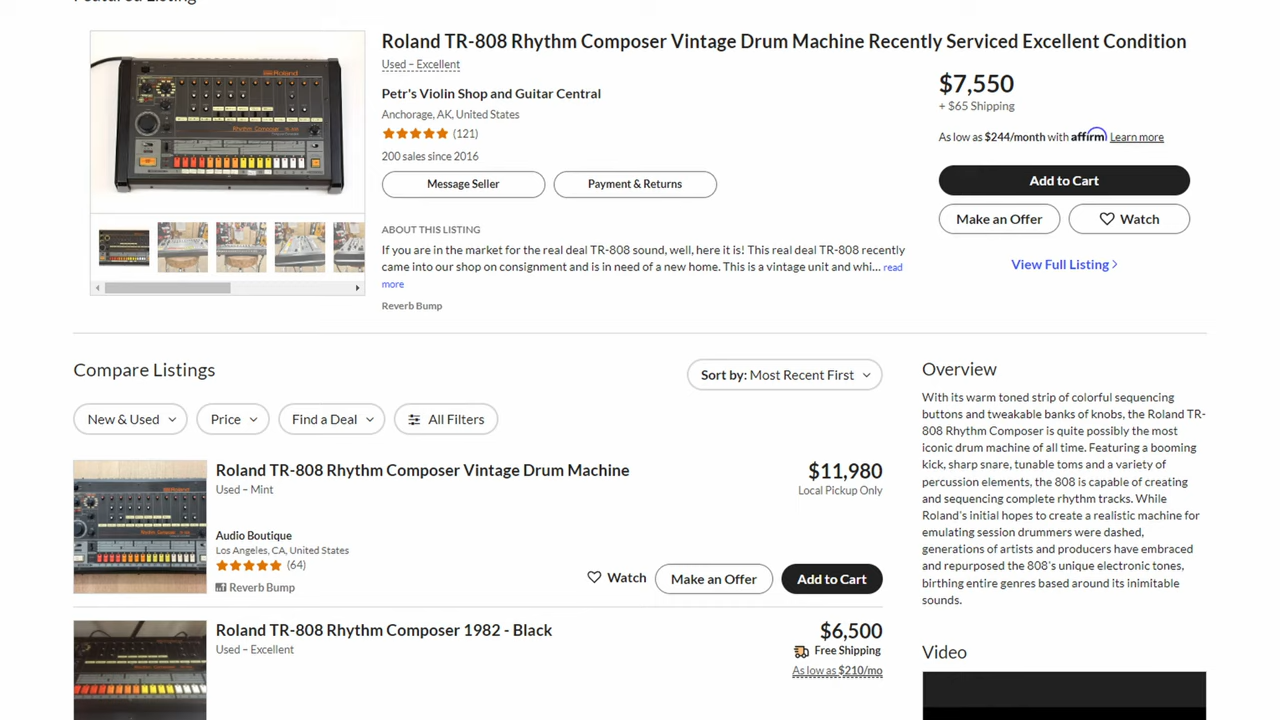 Featured Listing
Roland TR-808 Rhythm Composer Vintage Drum Machine Recently Serviced Excellent Condition
Used – Excellent
$7,550
+ $65 Shipping
Petr's Violin Shop and Guitar Central
Anchorage, AK, United States
(121)
200 sales since 2016
As low as $244/month with affirm Learn more
Message Seller
Payment & Returns
Add to Cart
Make an Offer
Watch
ABOUT THIS LISTING
If you are in the market for the real deal TR-808 sound, well, here it is! This real deal TR-808 recently
came into our shop on consignment and is in need of a new home. This is a vintage unit and whi... read
more
View Full Listing
Reverb Bump
Compare Listings
Sort by: Most Recent First
New & Used
Price
Find a Deal
All Filters
Roland TR-808 Rhythm Composer Vintage Drum Machine
Used – Mint
$11,980
Local Pickup Only
Audio Boutique
Los Angeles, CA, United States
(64)
Reverb Bump
Watch
Make an Offer
Add to Cart
Roland TR-808 Rhythm Composer 1982 - Black
Used – Excellent
$6,500
Free Shipping
As low as $210/mo
Overview
With its warm toned strip of colorful sequencing
buttons and tweakable banks of knobs, the Roland TR-
808 Rhythm Composer is quite possibly the most
iconic drum machine of all time. Featuring a booming
kick, sharp snare, tunable toms and a variety of
percussion elements, the 808 is capable of creating
and sequencing complete rhythm tracks. While
Roland's initial hopes to create a realistic machine for
emulating session drummers were dashed,
generations of artists and producers have embraced
and repurposed the 808's unique electronic tones,
birthing entire genres based around its inimitable
sounds.
Video